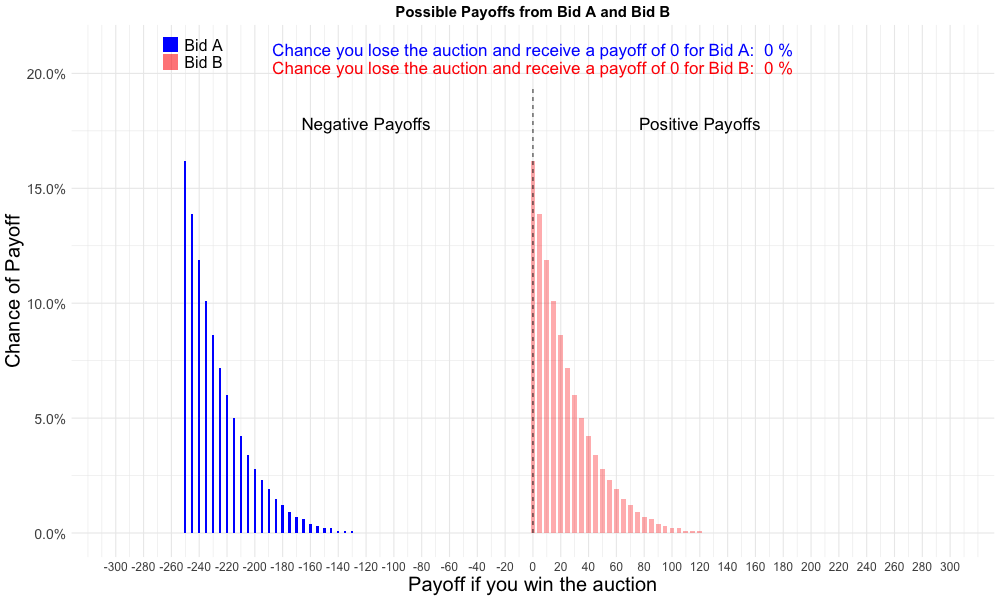 Possible Payoffs from Bid A and Bid B
Bid A
Bid B
Chance you lose the auction and receive a payoff of 0 for Bid A:  0 %
Chance you lose the auction and receive a payoff of 0 for Bid B:  0 %
Negative Payoffs
Positive Payoffs
Chance of Payoff
20.0%
15.0%
10.0%
5.0%
0.0%
-300 -280 -260 -240 -220 -200 -180 -160 -140 -120 -100 -80 -60 -40 -20 0 20 40 60 80 100 120 140 160 180 200 220 240 260 280 300
Payoff if you win the auction